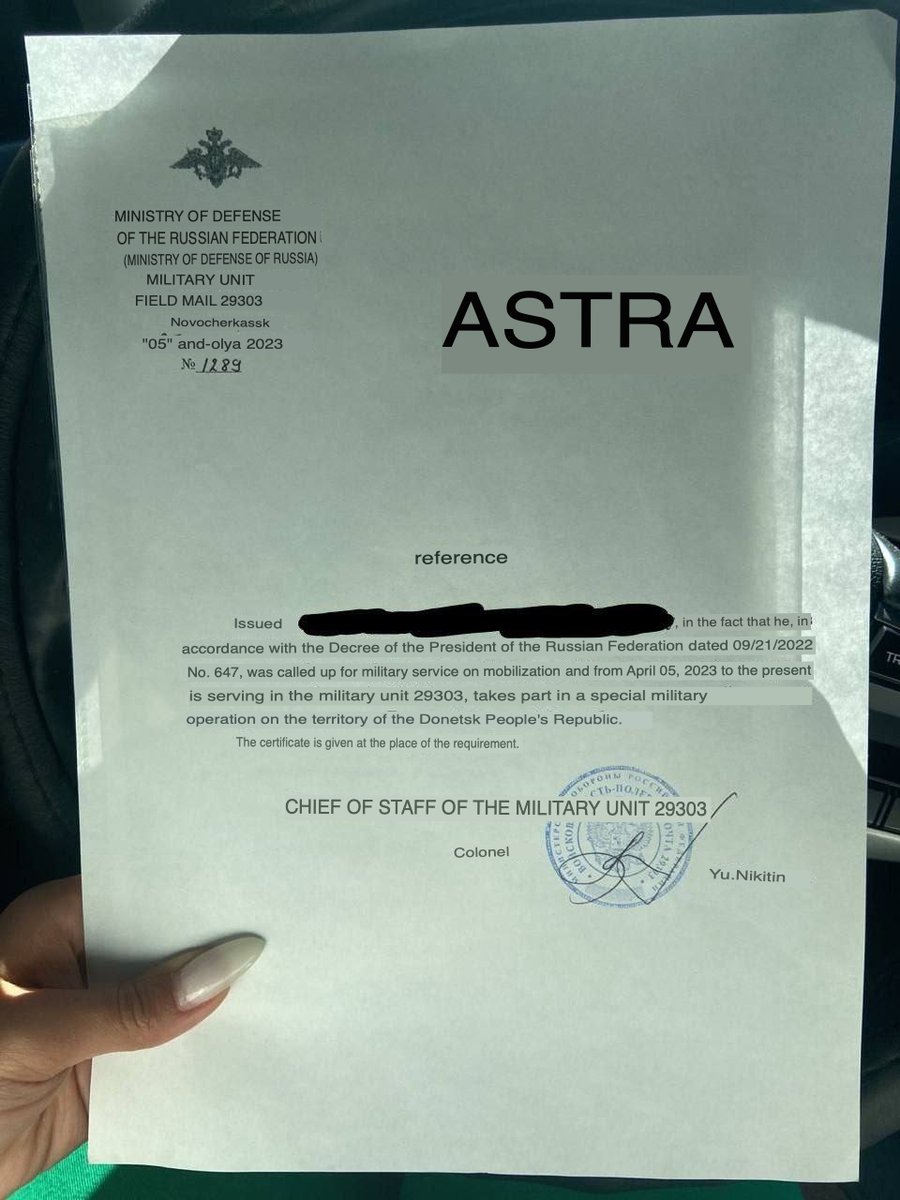 MINISTRY OF DEFENSE
OF THE RUSSIAN FEDERATION
(MINISTRY OF DEFENSE OF RUSSIA)
MILITARY UNIT
FIELD MAIL 29303
Novocherkassk
"05" and-olya 2023
№ 1289
ASTRA
reference
Issued , in the fact that he, in
accordance with the Decree of the President of the Russian Federation dated 09/21/2022
No. 647, was called up for military service on mobilization and from April 05, 2023 to the present
is serving in the military unit 29303, takes part in a special military
operation on the territory of the Donetsk People's Republic.
The certificate is given at the place of the requirement.
CHIEF OF STAFF OF THE MILITARY UNIT 29303
Colonel
Yu.Nikitin
ОБОРОНЫ
ПОЧТА 29303
TR